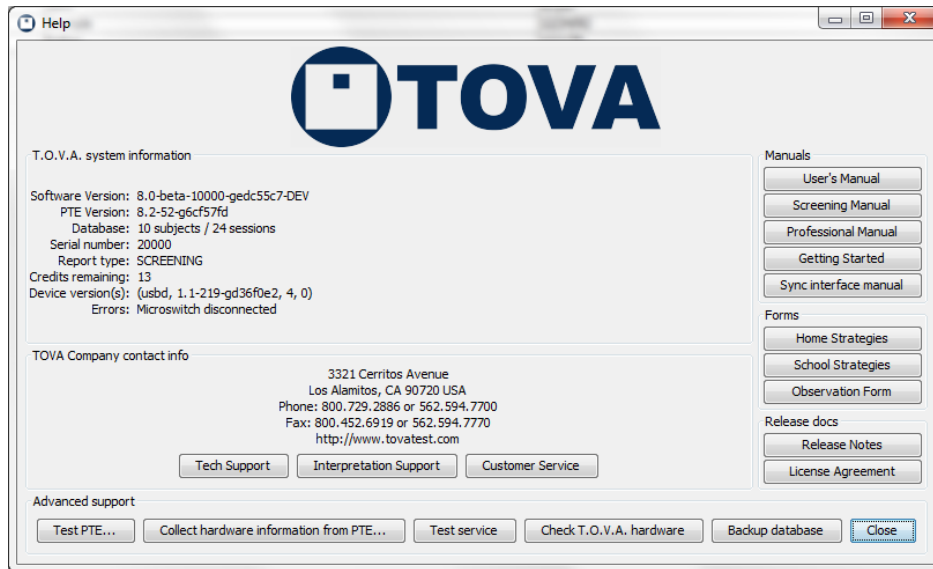 Help
TOVA
T.O.V.A. system information
Software Version: 8.0-beta-10000-gedc55c7-DEV
PTE Version: 8.2-52-g6cf57fd
Database: 10 subjects / 24 sessions
Serial number: 20000
Report type: SCREENING
Credits remaining: 13
Device version(s): (usbd, 1.1-219-gd36f0e2, 4, 0)
Errors: Microswitch disconnected
TOVA Company contact info
3321 Cerritos Avenue
Los Alamitos, CA 90720 USA
Phone: 800.729.2886 or 562.594.7700
Fax: 800.452.6919 or 562.594.7770
http://www.tovatest.com
Tech Support
Interpretation Support
Customer Service
Manuals
User's Manual
Screening Manual
Professional Manual
Getting Started
Sync interface manual
Forms
Home Strategies
School Strategies
Observation Form
Release docs
Release Notes
License Agreement
Advanced support
Test PTE...
Collect hardware information from PTE...
Test service
Check T.O.V.A. hardware
Backup database
Close